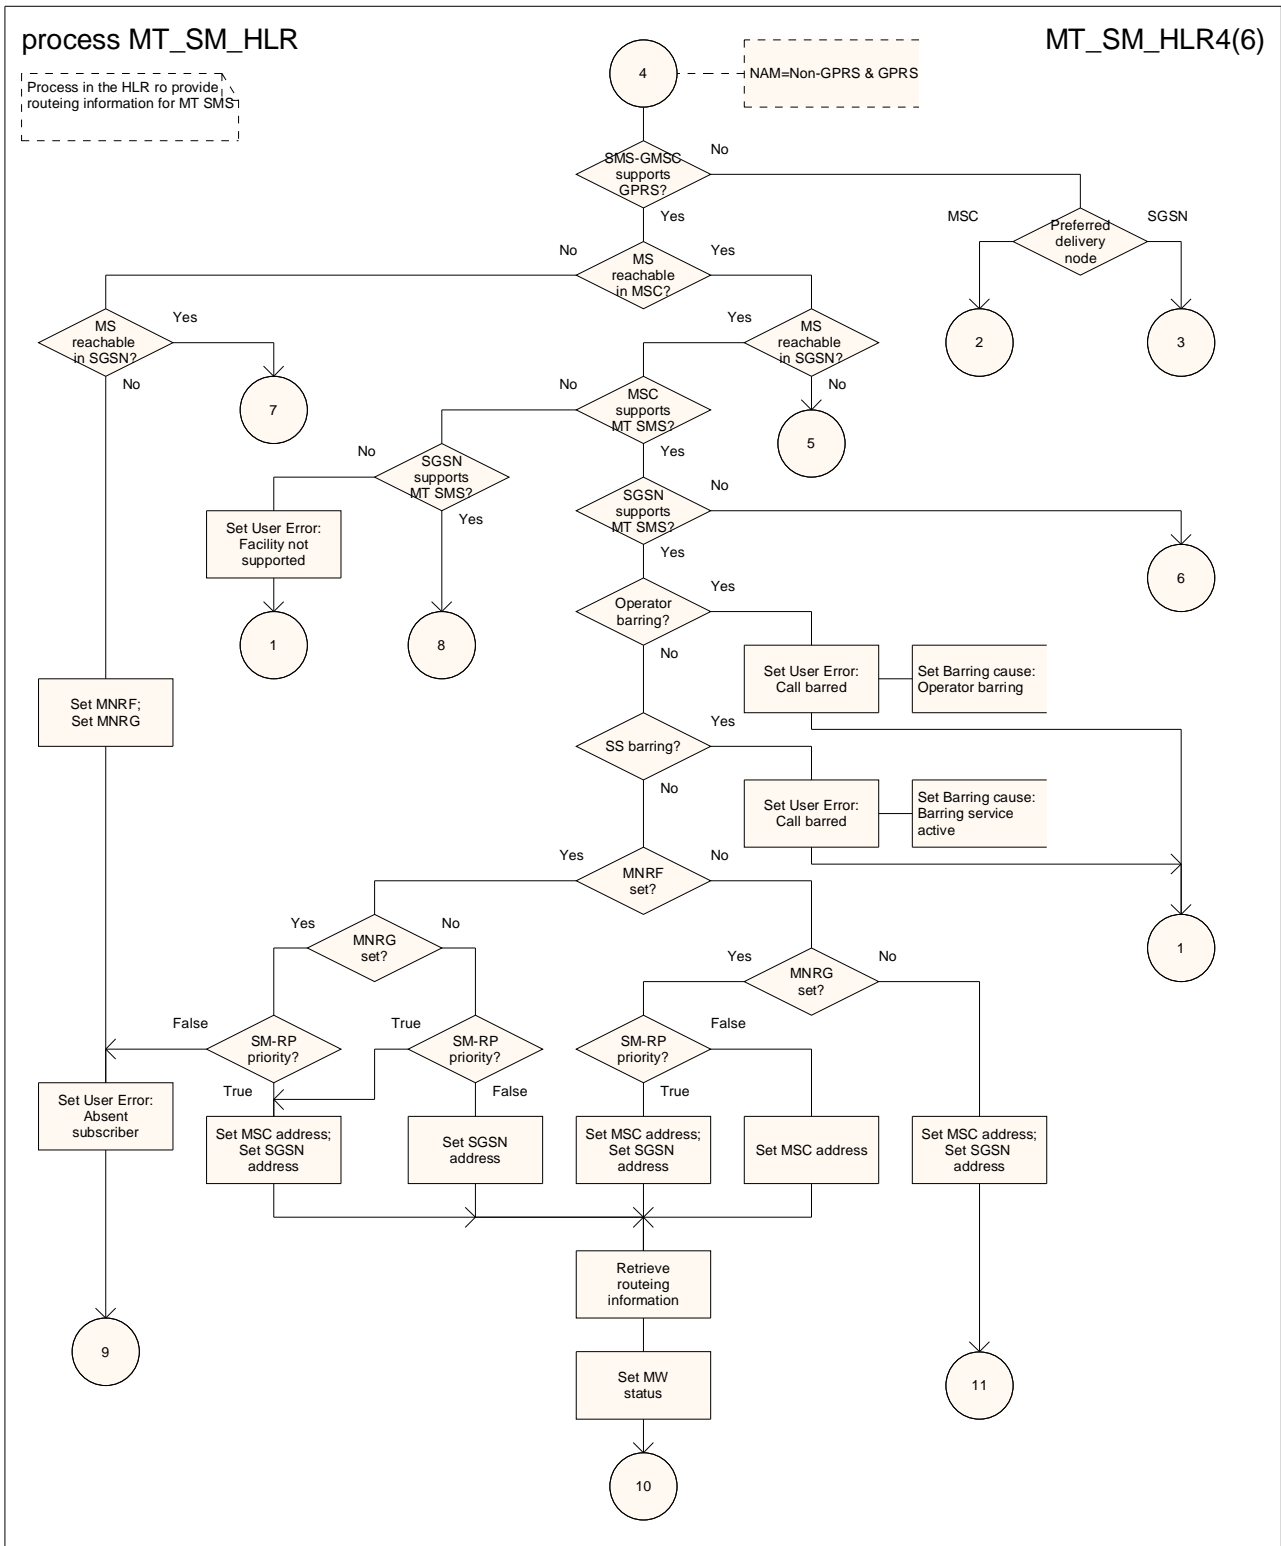 process MT_SM_HLR
MT_SM_HLR4(6)
Process in the HLR ro provide
routeing information for MT SMS
4
NAM=Non-GPRS & GPRS
SMS-GMSC
supports
GPRS?
No
Yes
MSC
Preferred
delivery
node
SGSN
2
3
No
MS
reachable
in MSC?
Yes
MS
reachable
in SGSN?
Yes
No
7
Yes
MS
reachable
in SGSN?
No
5
No
MSC
supports
MT SMS?
Yes
No
SGSN
supports
MT SMS?
Yes
SGSN
supports
MT SMS?
No
Yes
6
Set User Error:
Facility not
supported
1
8
Operator
barring?
Yes
No
Set User Error:
Call barred
Set Barring cause:
Operator barring
Set MNRF;
Set MNRG
SS barring?
Yes
No
Set User Error:
Call barred
Set Barring cause:
Barring service
active
Yes
MNRF
set?
No
1
Yes
MNRG
set?
No
Yes
MNRG
set?
No
False
SM-RP
priority?
True
True
SM-RP
priority?
False
SM-RP
priority?
False
True
Set User Error:
Absent
subscriber
Set MSC address;
Set SGSN
address
Set SGSN
address
Set MSC address;
Set SGSN
address
Set MSC address
Set MSC address;
Set SGSN
address
Retrieve
routeing
information
9
Set MW
status
11
10